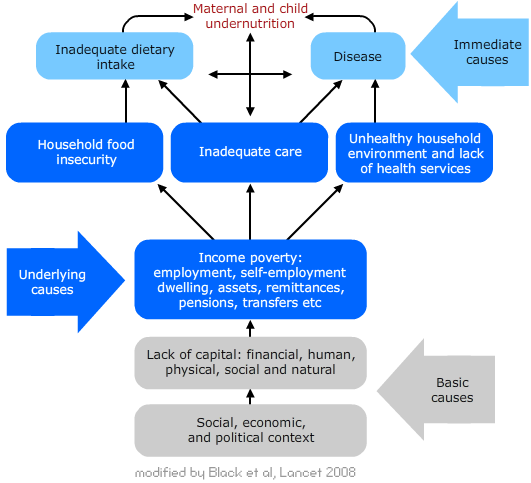 Maternal and child
undernutrition
Inadequate dietary
intake
Disease
Immediate
causes
Household food
insecurity
Inadequate care
Unhealthy household
environment and lack
of health services
Underlying
causes
Income poverty:
employment, self-employment
dwelling, assets, remittances,
pensions, transfers etc
Lack of capital: financial, human,
physical, social and natural
Basic
causes
Social, economic,
and political context
modified by Black et al, Lancet 2008